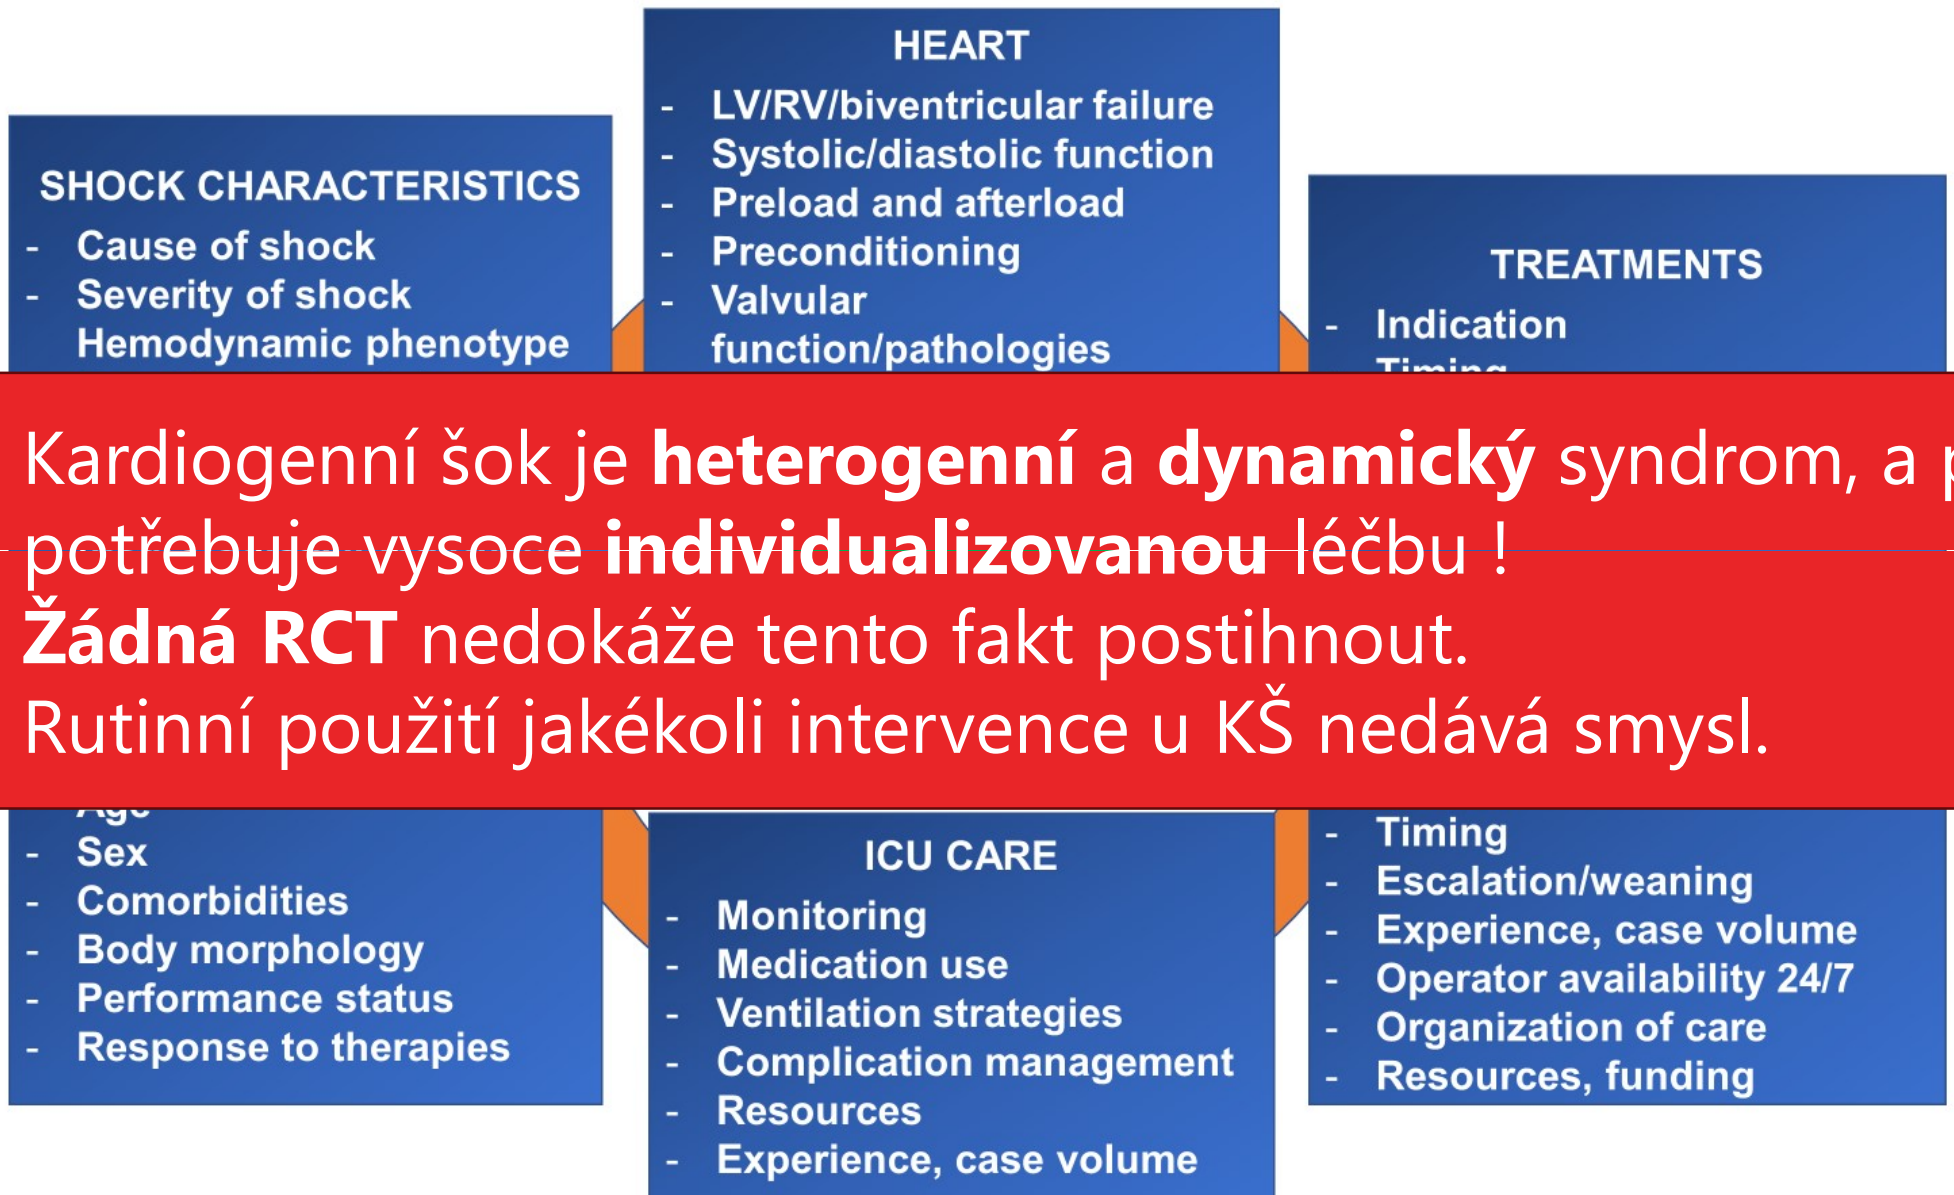 HEART
- LV/RV/biventricular failure
- Systolic/diastolic function
- Preload and afterload
- Preconditioning
- Valvular
function/pathologies
SHOCK CHARACTERISTICS
- Cause of shock
- Severity of shock
Hemodynamic phenotype
TREATMENTS
- Indication
Timing
Kardiogenní šok je heterogenní a dynamický syndrom, a
potřebuje vysoce individualizovanou léčbu !
Žádná RCT nedokáže tento fakt postihnout.
Rutinní použití jakékoli intervence u KŠ nedává smysl.
Age
- Sex
- Comorbidities
- Body morphology
- Performance status
- Response to therapies
ICU CARE
- Monitoring
- Medication use
- Ventilation strategies
- Complication management
- Resources
- Experience, case volume
- Timing
- Escalation/weaning
- Experience, case volume
- Operator availability 24/7
- Organization of care
- Resources, funding